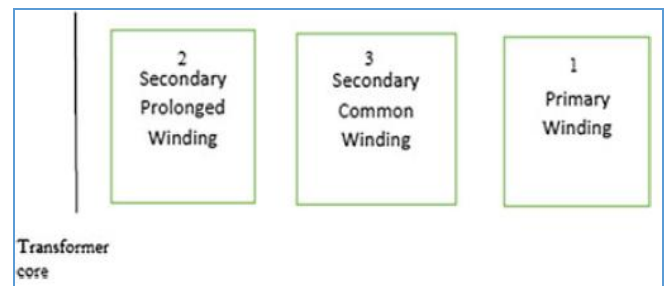 2
Secondary
Prolonged
Winding
3
Secondary
Common
Winding
1
Primary
Winding
Transformer
core